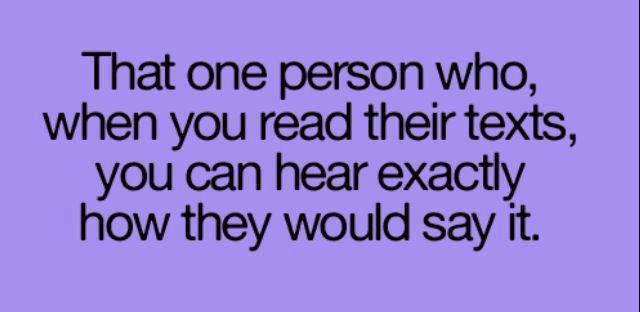 That one person who,
when you read their texts,
you can hear exactly
how they would say it.